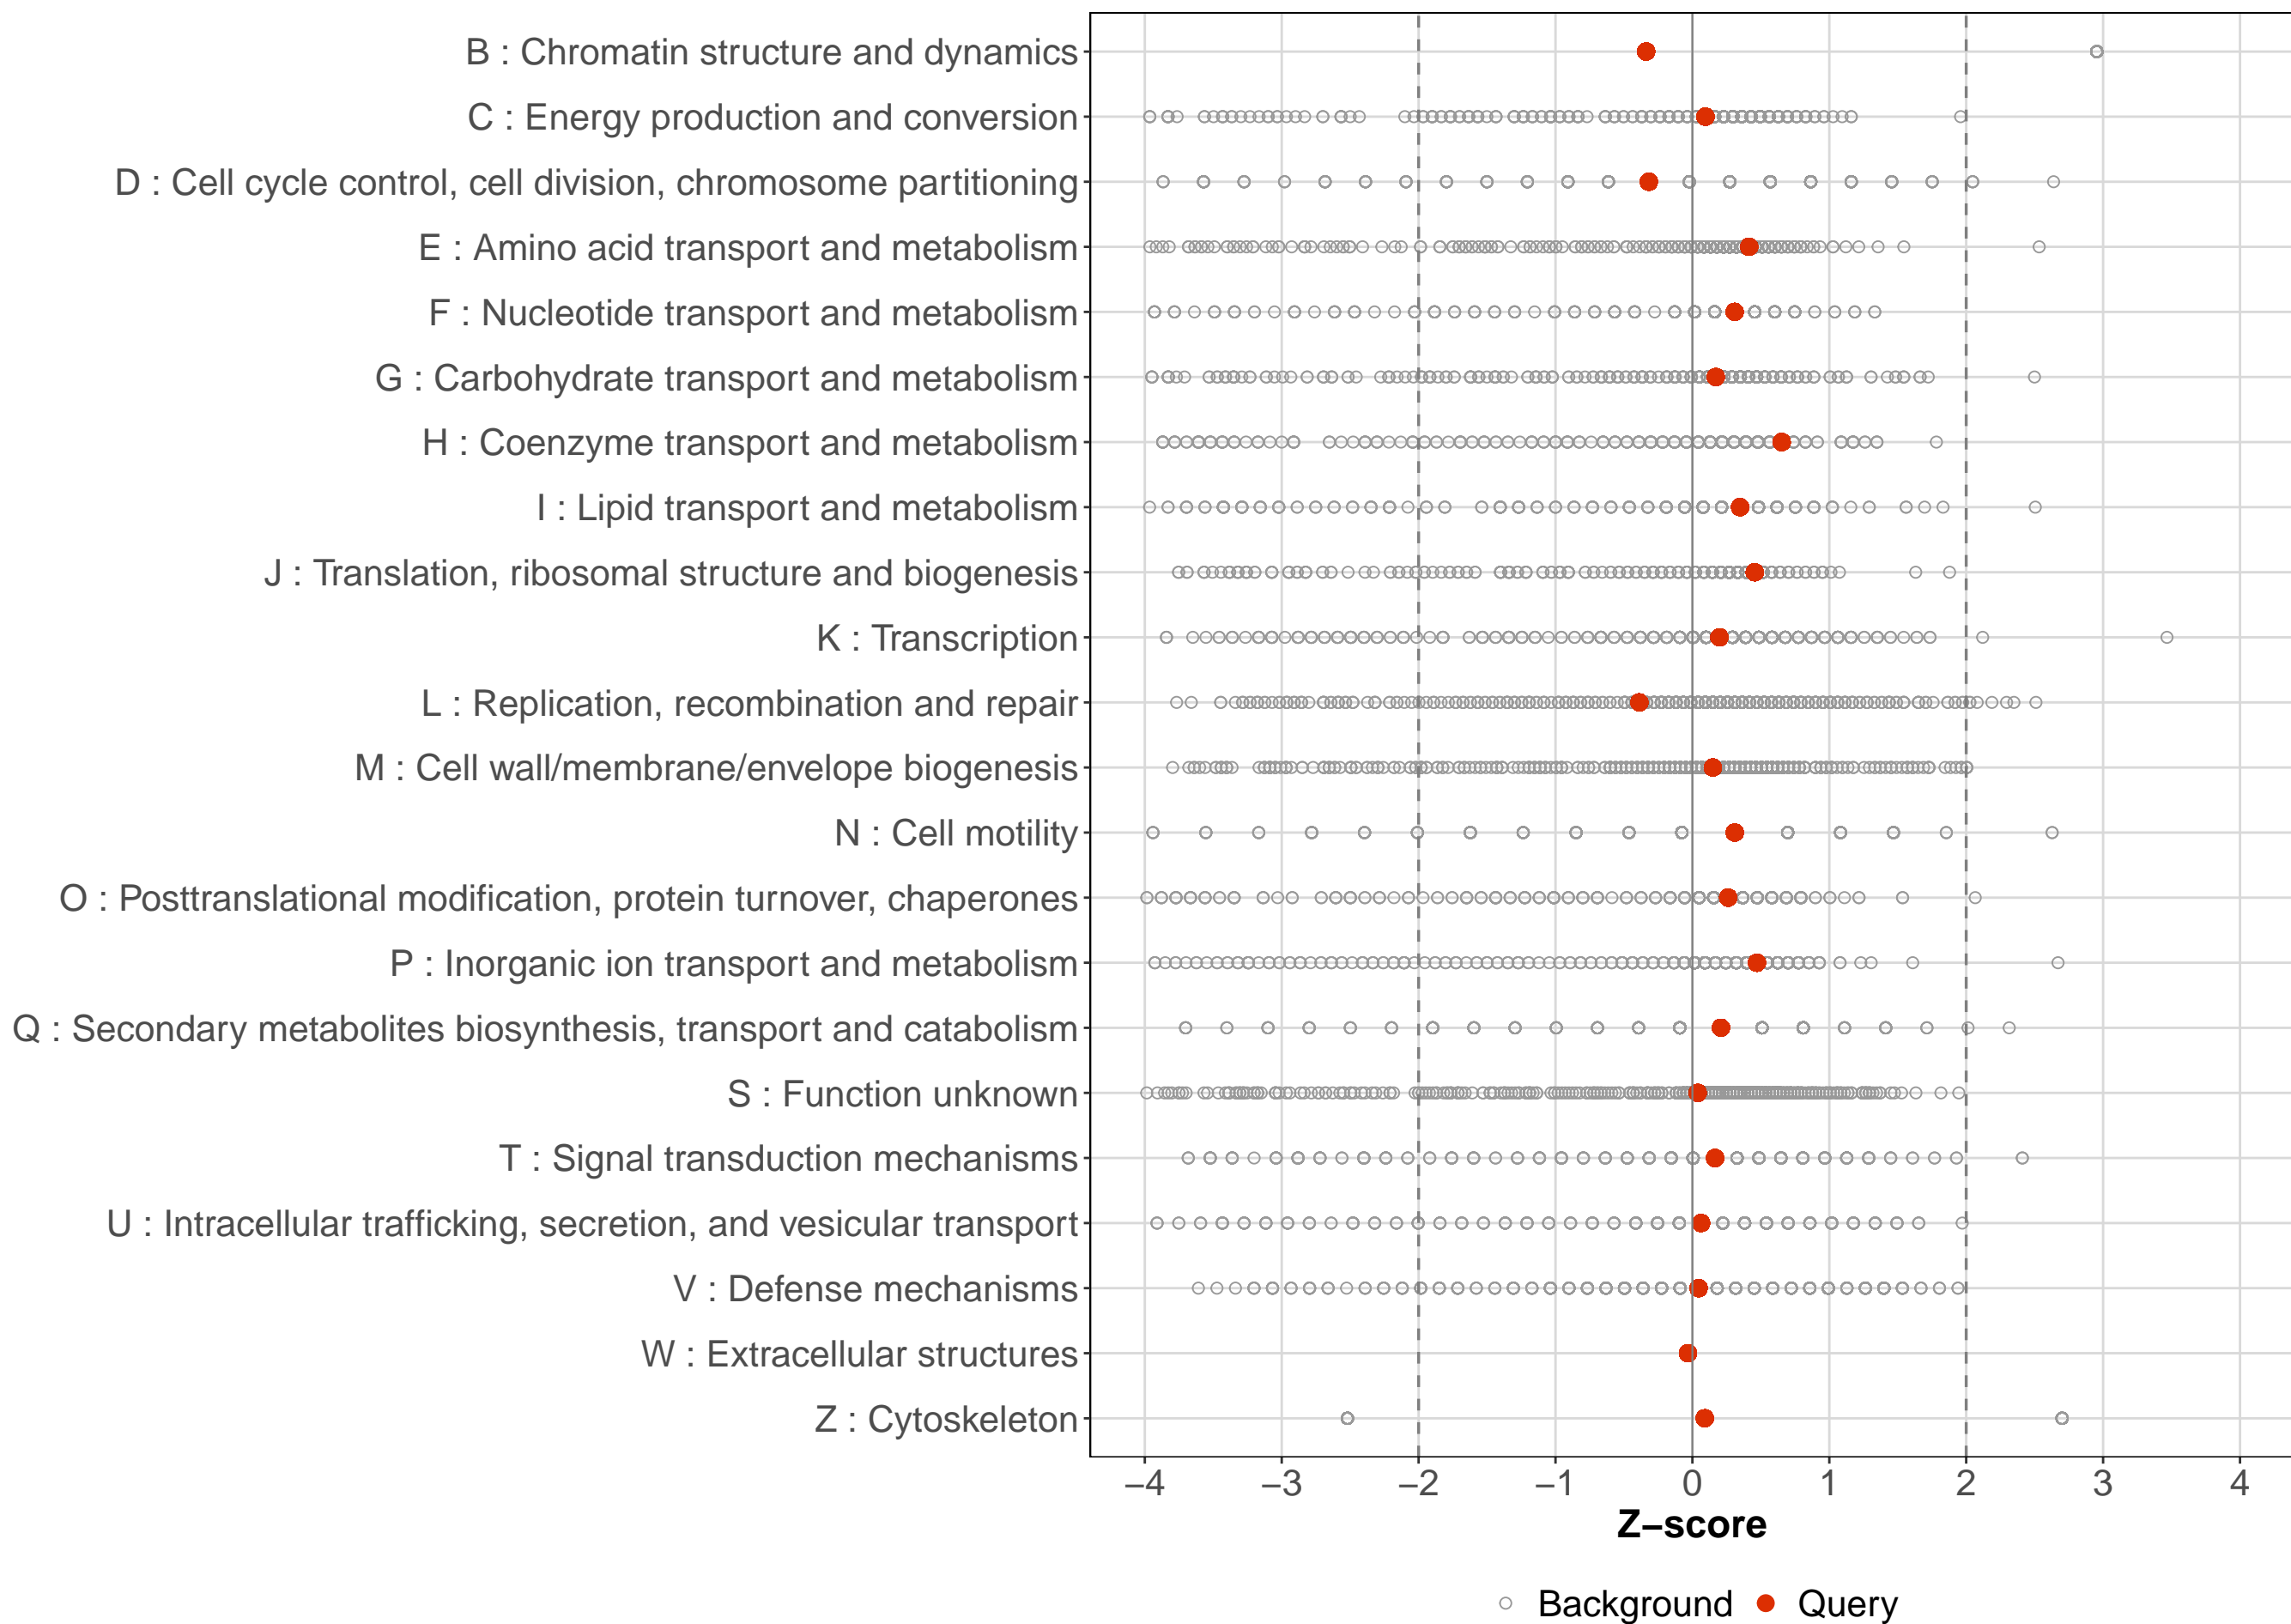 B : Chromatin structure and dynamics
C : Energy production and conversion
D : Cell cycle control, cell division, chromosome partitioning
E : Amino acid transport and metabolism
F : Nucleotide transport and metabolism
G : Carbohydrate transport and metabolism
H : Coenzyme transport and metabolism
I : Lipid transport and metabolism
J : Translation, ribosomal structure and biogenesis
K : Transcription
L : Replication, recombination and repair
M : Cell wall/membrane/envelope biogenesis
N : Cell motility
O : Posttranslational modification, protein turnover, chaperones
P : Inorganic ion transport and metabolism
Q : Secondary metabolites biosynthesis, transport and catabolism
S : Function unknown
T : Signal transduction mechanisms
U : Intracellular trafficking, secretion, and vesicular transport
V : Defense mechanisms
W : Extracellular structures
Z : Cytoskeleton
−4 −3 −2 −1 0 1 2 3 4
Z−score
Background Query